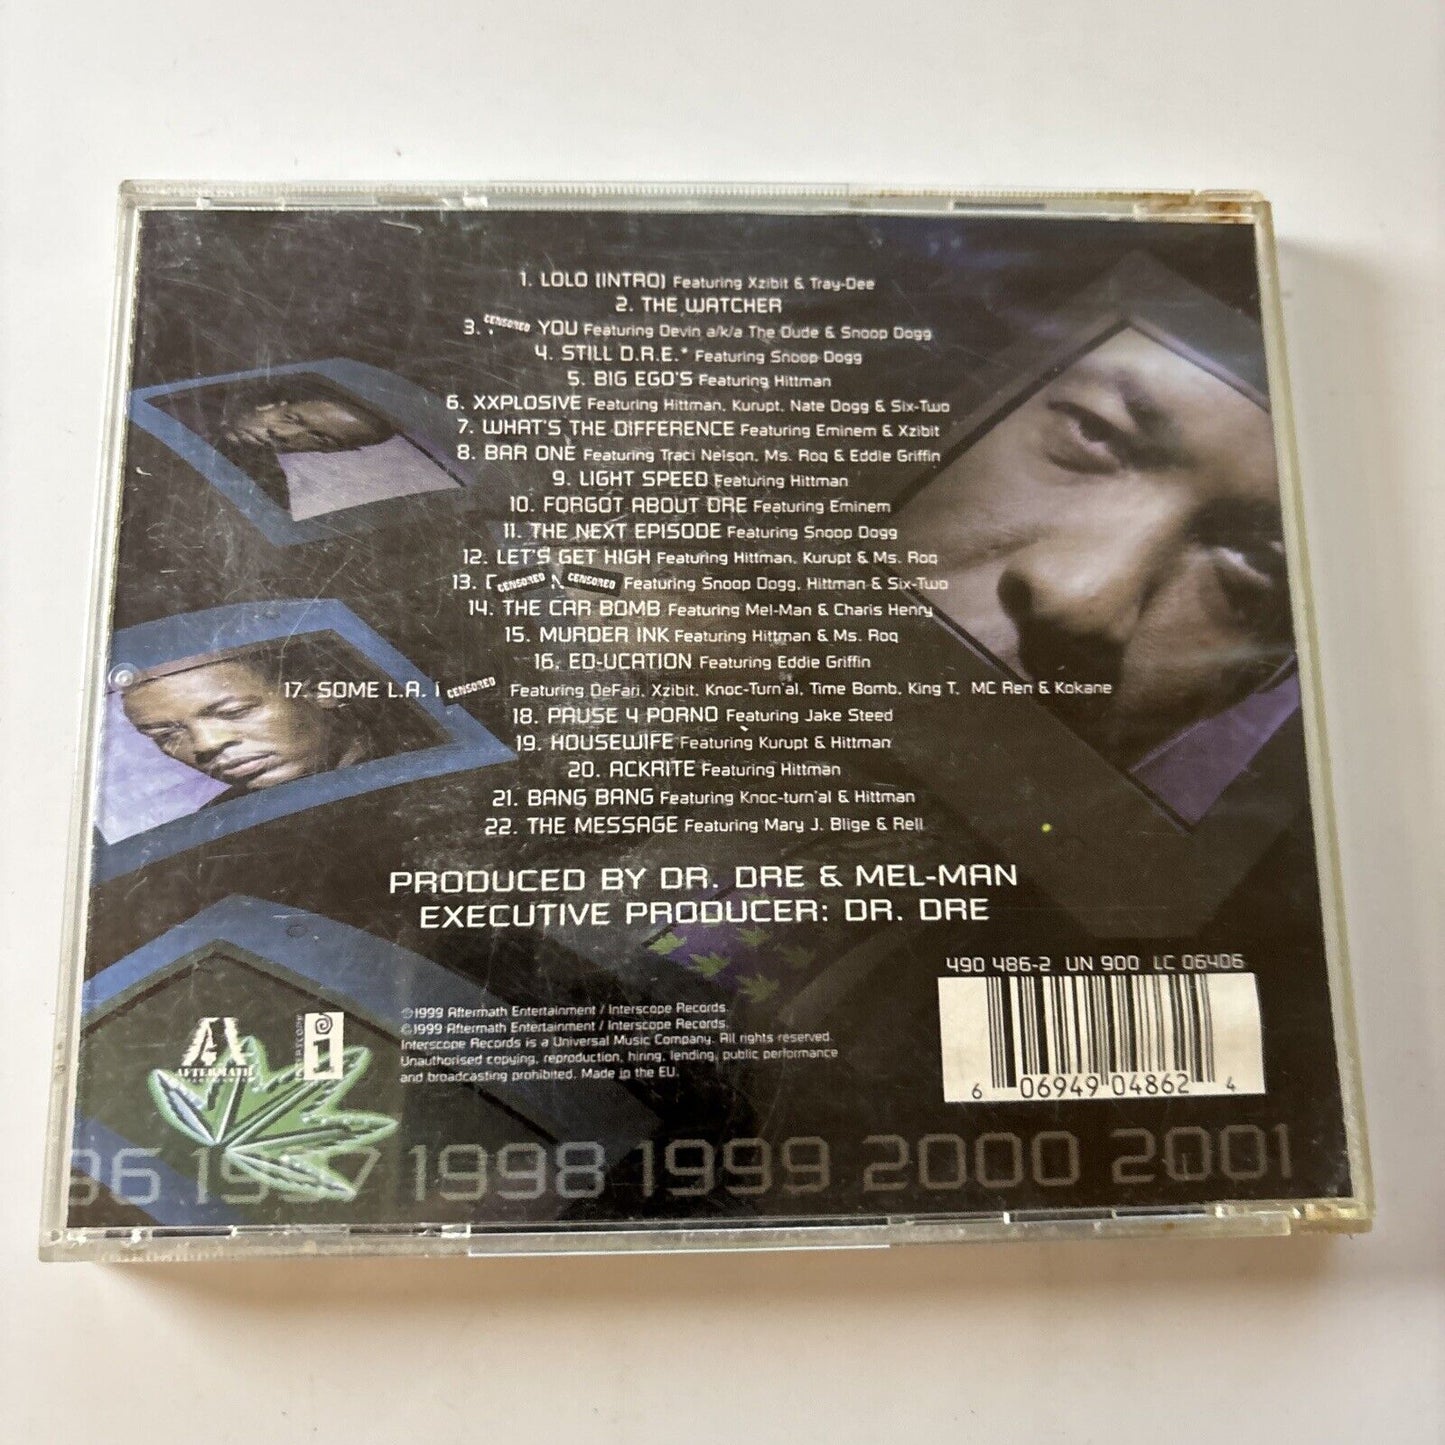 1. LOLO (INTRO) Featuring Xzibit & Tray-Dee
2. THE WATCHER
3. CENSORED YOU Featuring Devin a/k/a The Dude & Snoop Dogg
4. STILL D.R.E.* Featuring Snoop Dogg
5. BIG EGO'S Featuring Hittman
6. XXPLOSIVE Featuring Hittman, Kurupt, Nate Dogg & Six-Two
7. WHAT'S THE DIFFERENCE Featuring Eminem & Xzibit
8. BAR ONE Featuring Traci Nelson, Ms. Roq & Eddie Griffin
9. LIGHT SPEED Featuring Hittman
10. FORGOT ABOUT DRE Featuring Eminem
11. THE NEXT EPISODE Featuring Snoop Dogg
12. LET'S GET HIGH Featuring Hittman, Kurupt & Ms. Roq
13. CENSORED CENSORED Featuring Snoop Dogg, Hittman & Six-Two
14. THE CAR BOMB Featuring Mel-Man & Charis Henry
15. MURDER INK Featuring Hittman & Ms. Roq
16. ED-UCATION Featuring Eddie Griffin
17. SOME L.A. CENSORED Featuring DeFari, Xzibit, Knoc-Turn'al, Time Bomb, King T, MC Ren & Kokane
18. PAUSE 4 PORNO Featuring Jake Steed
19. HOUSEWIFE Featuring Kurupt & Hittman
20. ACKRITE Featuring Hittman
21. BANG BANG Featuring Knoc-turn'al & Hittman
22. THE MESSAGE Featuring Mary J. Blige & Rell
PRODUCED BY DR. DRE & MEL-MAN
EXECUTIVE PRODUCER: DR. DRE
490 486-2 UN 900 LC 06406
℗1999 Aftermath Entertainment / Interscope Records.
©1999 Aftermath Entertainment / Interscope Records.
Interscope Records is a Universal Music Company. All rights reserved.
Unauthorised copying, reproduction, hiring, lending, public performance
and broadcasting prohibited. Made in the EU.
AFTERMATH
ENTERTAINMENT
INTERSCOPE
6 06949 04862 4
96 1997 1998 1999 2000 2001